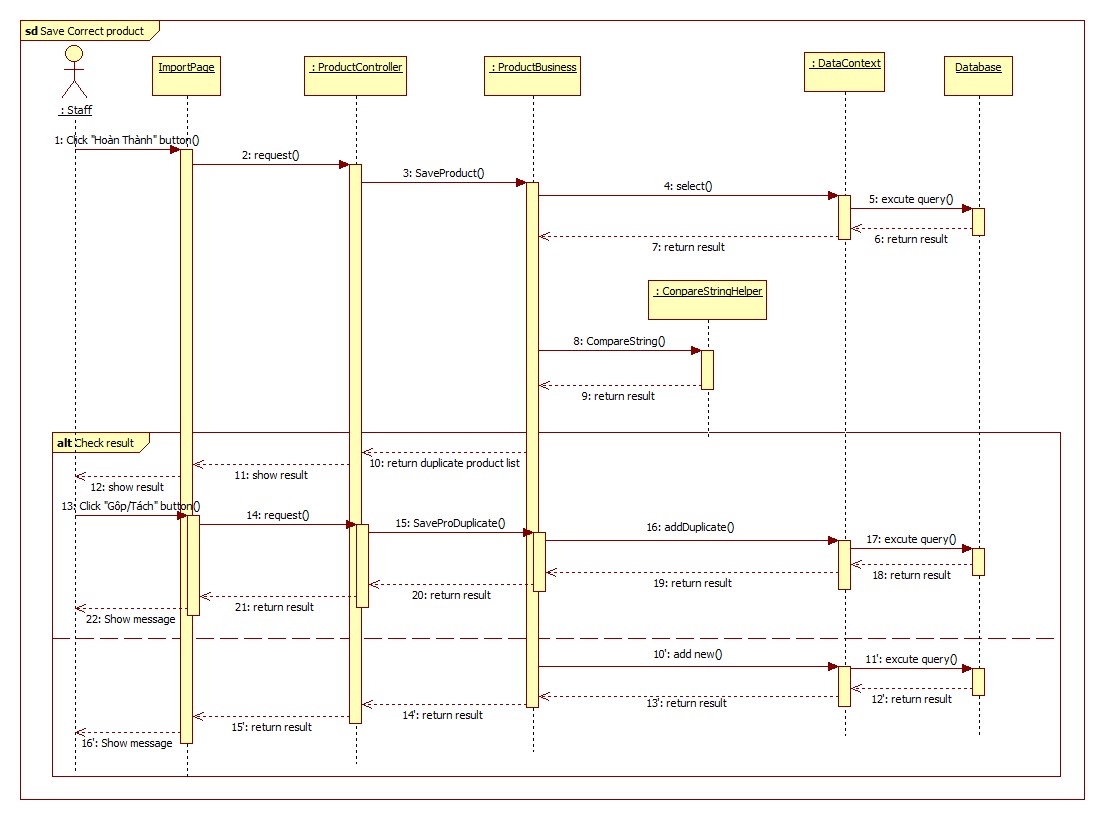 sd Save Correct product
: Staff
ImportPage
: ProductController
: ProductBusiness
: DataContext
Database
1: Click "Hoàn Thành" button()
2: request()
3: SaveProduct()
4: select()
5: excute query()
6: return result
7: return result
: ConpareStringHelper
8: CompareString()
9: return result
alt Check result
10: return duplicate product list
11: show result
12: show result
13: Click "Gôp/Tách" button()
14: request()
15: SaveProDuplicate()
16: addDuplicate()
17: excute query()
18: return result
19: return result
20: return result
21: return result
22: Show message
10': add new()
11': excute query()
12': return result
13': return result
14': return result
15': return result
16': Show message